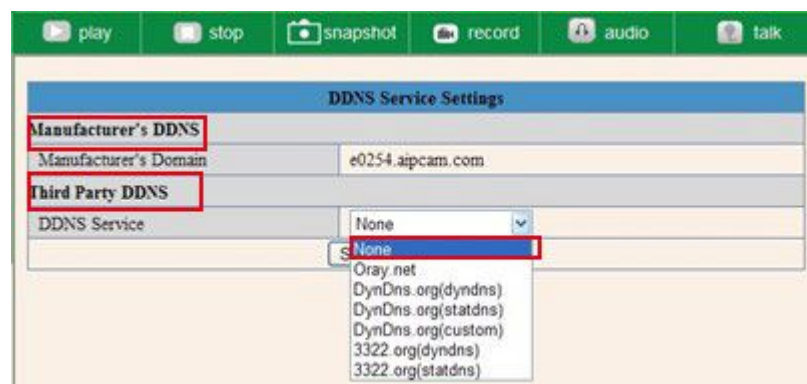 play stop snapshot record audio talk
DDNS Service Settings
Manufacturer's DDNS
Manufacturer's Domain e0254.aipcam.com
Third Party DDNS
DDNS Service None
S
None
Oray.net
DynDns.org(dyndns)
DynDns.org(statdns)
DynDns.org(custom)
3322.org(dyndns)
3322.org(statdns)